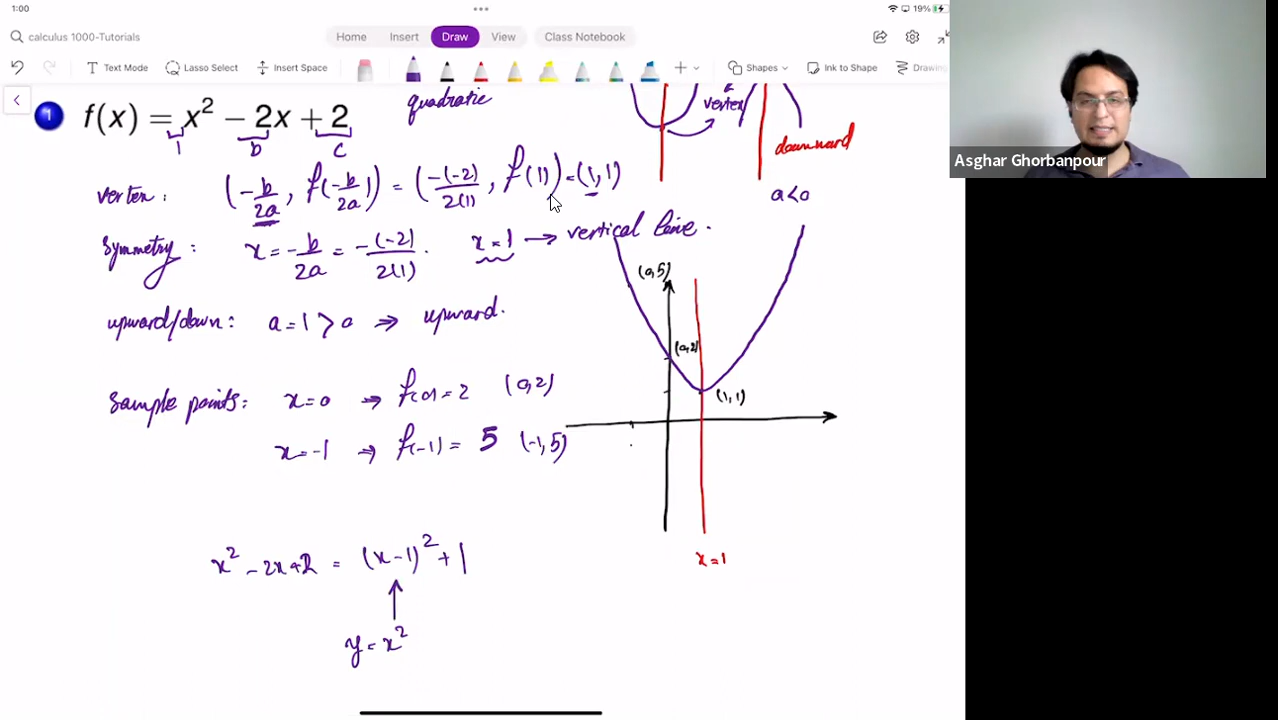 1:00
19%
calculus 1000-Tutorials
Home Insert Draw View Class Notebook
Text Mode Lasso Select Insert Space Shapes Ink to Shape Drawing
1 f(x) = x² − 2x + 2
1 b c
quadratic
vertex
downward
a<0
Asghar Ghorbanpour
vertex: (-b/2a, f(-b/2a)) = (-(-2)/2(1), f(1)) = (1, 1)
symmetry: x = -b/2a = -(-2)/2(1). x=1 → vertical line.
upward/down: a=1 > 0 ⇒ upward.
sample points: x=0 → f(0)=2 (0,2)
x=-1 → f(-1) = 5 (-1,5)
x² - 2x+2 = (x-1)² + 1
↑
y=x²
(0,5)
(0,2)
(1,1)
x=1